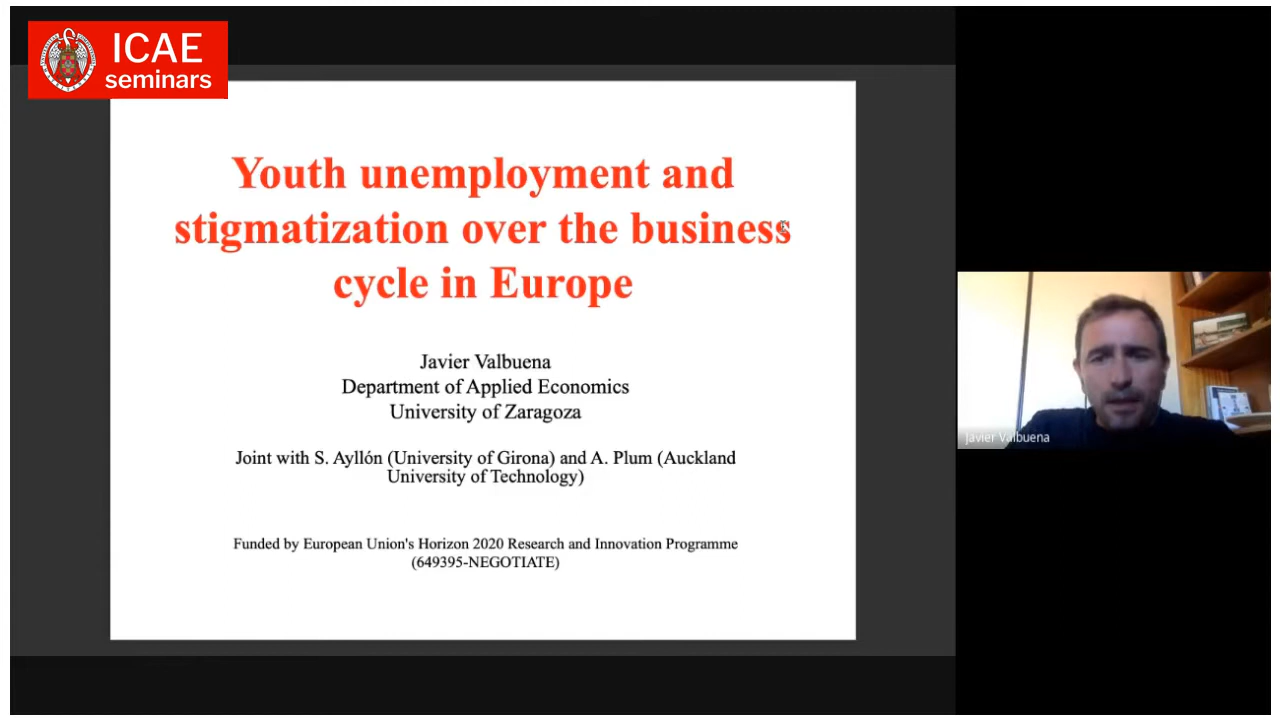 ICAE
seminars
Youth unemployment and
stigmatization over the business
cycle in Europe
Javier Valbuena
Department of Applied Economics
University of Zaragoza
Joint with S. Ayllón (University of Girona) and A. Plum (Auckland
University of Technology)
Funded by European Union's Horizon 2020 Research and Innovation Programme
(649395-NEGOTIATE)
Javier Valbuena